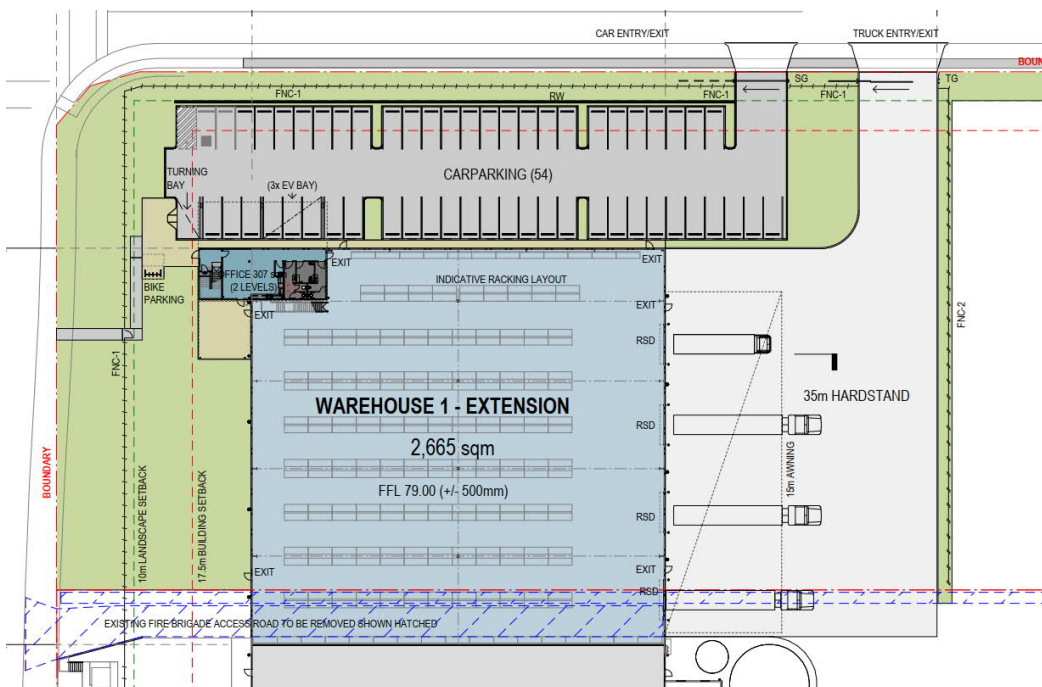 CAR ENTRY/EXIT
TRUCK ENTRY/EXIT
BOUN
FNC-1
RW
FNC-1
SG
FNC-1
TG
TURNING
BAY
(3x EV BAY)
CARPARKING (54)
EXIT
EXIT
OFFICE 307 sqm
(2 LEVELS)
INDICATIVE RACKING LAYOUT
BIKE
PARKING
EXIT
EXIT
FNC-2
RSD
FNC-1
35m HARDSTAND
WAREHOUSE 1 - EXTENSION
2,665 sqm
FFL 79.00 (+/- 500mm)
RSD
15m AWNING
BOUNDARY
10m LANDSCAPE SETBACK
17.5m BUILDING SETBACK
RSD
EXIT
EXIT
RSD
EXISTING FIRE BRIGADE ACCESS ROAD TO BE REMOVED SHOWN HATCHED